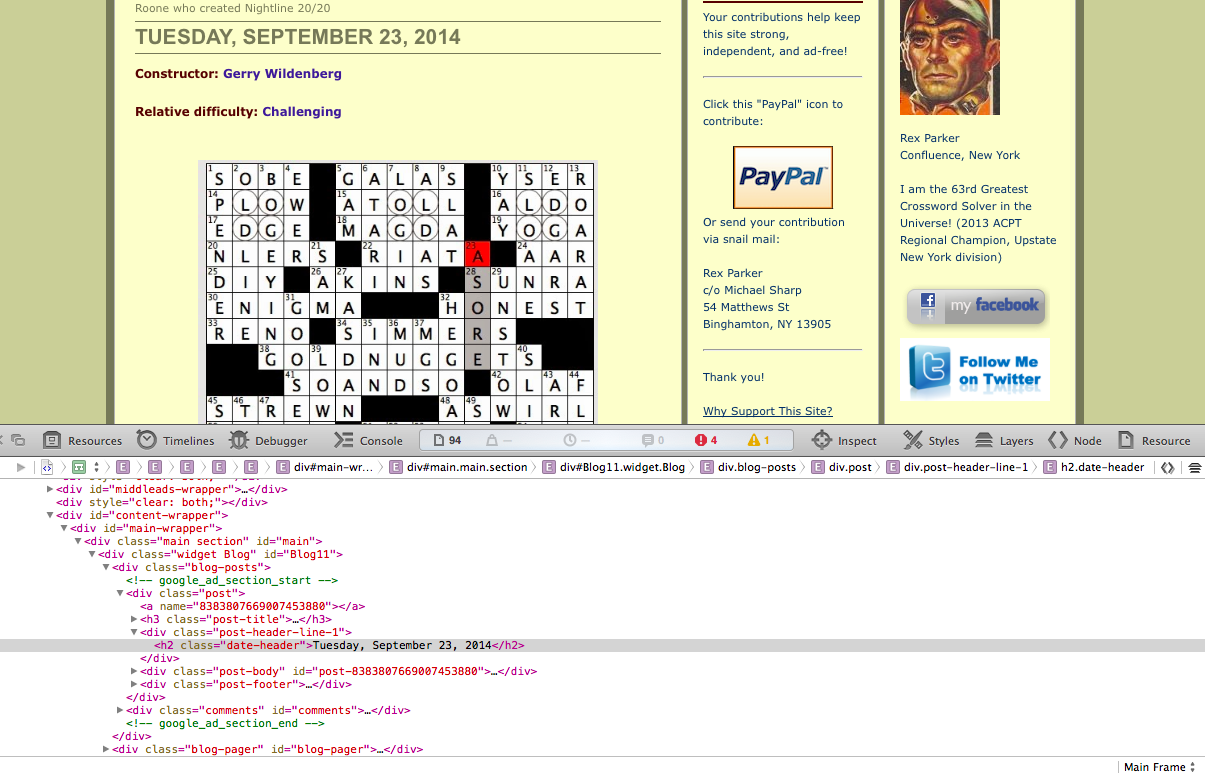 Roone who created Nightline 20/20
TUESDAY, SEPTEMBER 23, 2014
Constructor: Gerry Wildenberg
Relative difficulty: Challenging
1 2 3 4 5 6 7 8 9 10 11 12 13
S O B E G A L A S Y S E R
14 15 16
P L O W A T O L L A L D O
17 18 19
E D G E M A G D A Y O G A
20 21 22 23 24
N L E R S R I A T A A A R
25 26 27 28 29
D I Y A K I N S S U N R A
30 31 32
E N I G M A H O N E S T
33 34 35 36 37
R E N O S I M M E R S
38 39 40
G O L D N U G G E T S
41 42 43 44
S O A N D S O O L A F
45 46 47 48 49
S T R E W N A S W I R L
Your contributions help keep
this site strong,
independent, and ad-free!
Click this "PayPal" icon to
contribute:
PayPal
Or send your contribution
via snail mail:
Rex Parker
c/o Michael Sharp
54 Matthews St
Binghamton, NY 13905
Thank you!
Why Support This Site?
Rex Parker
Confluence, New York
I am the 63rd Greatest
Crossword Solver in the
Universe! (2013 ACPT
Regional Champion, Upstate
New York division)
f my facebook
Follow Me
on Twitter
Resources Timelines Debugger Console 94 — — 0 4 1 Inspect Styles Layers Node Resource
E E E E E E div#main-wr... E div#main.main.section E div#Blog11.widget.Blog E div.blog-posts E div.post E div.post-header-line-1 E h2.date-header
<div id="middleads-wrapper">…</div>
<div style="clear: both;"></div>
<div id="content-wrapper">
<div id="main-wrapper">
<div class="main section" id="main">
<div class="widget Blog" id="Blog11">
<div class="blog-posts">
<!-- google_ad_section_start -->
<div class="post">
<a name="8383807669007453880"></a>
<h3 class="post-title">…</h3>
<div class="post-header-line-1">
<h2 class="date-header">Tuesday, September 23, 2014</h2>
</div>
<div class="post-body" id="post-8383807669007453880">…</div>
<div class="post-footer">…</div>
</div>
<div class="comments" id="comments">…</div>
<!-- google_ad_section_end -->
</div>
<div class="blog-pager" id="blog-pager">…</div>
Main Frame